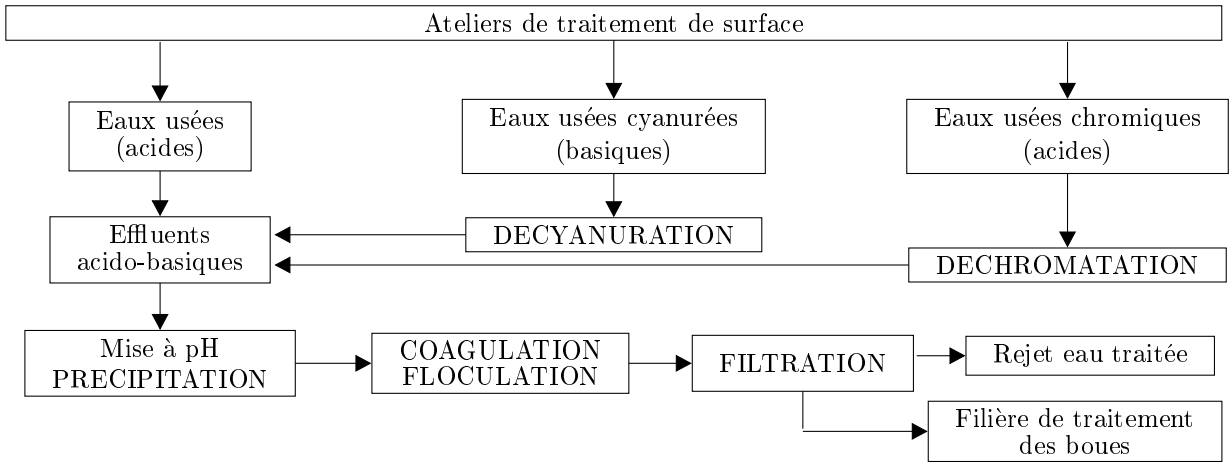 Ateliers de traitement de surface
Eaux usées
(acides)
Eaux usées cyanurées
(basiques)
Eaux usées chromiques
(acides)
Effluents
acido-basiques
DECYANURATION
DECHROMATATION
Mise à pH
PRECIPITATION
COAGULATION
FLOCULATION
FILTRATION
Rejet eau traitée
Filière de traitement
des boues